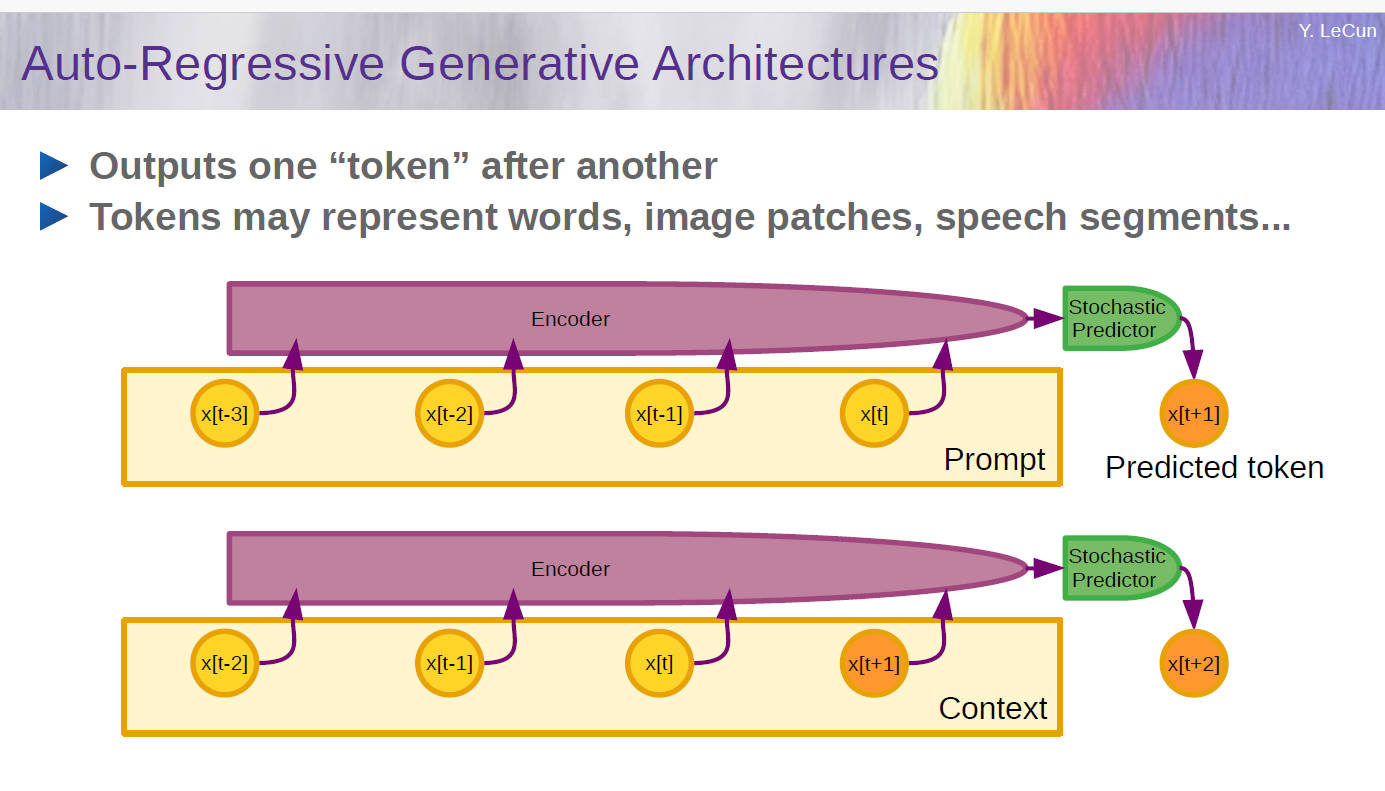 Y. LeCun
Auto-Regressive Generative Architectures
Outputs one “token” after another
Tokens may represent words, image patches, speech segments...
Encoder
Stochastic
Predictor
x[t-3]
x[t-2]
x[t-1]
x[t]
x[t+1]
Prompt
Predicted token
Encoder
Stochastic
Predictor
x[t-2]
x[t-1]
x[t]
x[t+1]
x[t+2]
Context